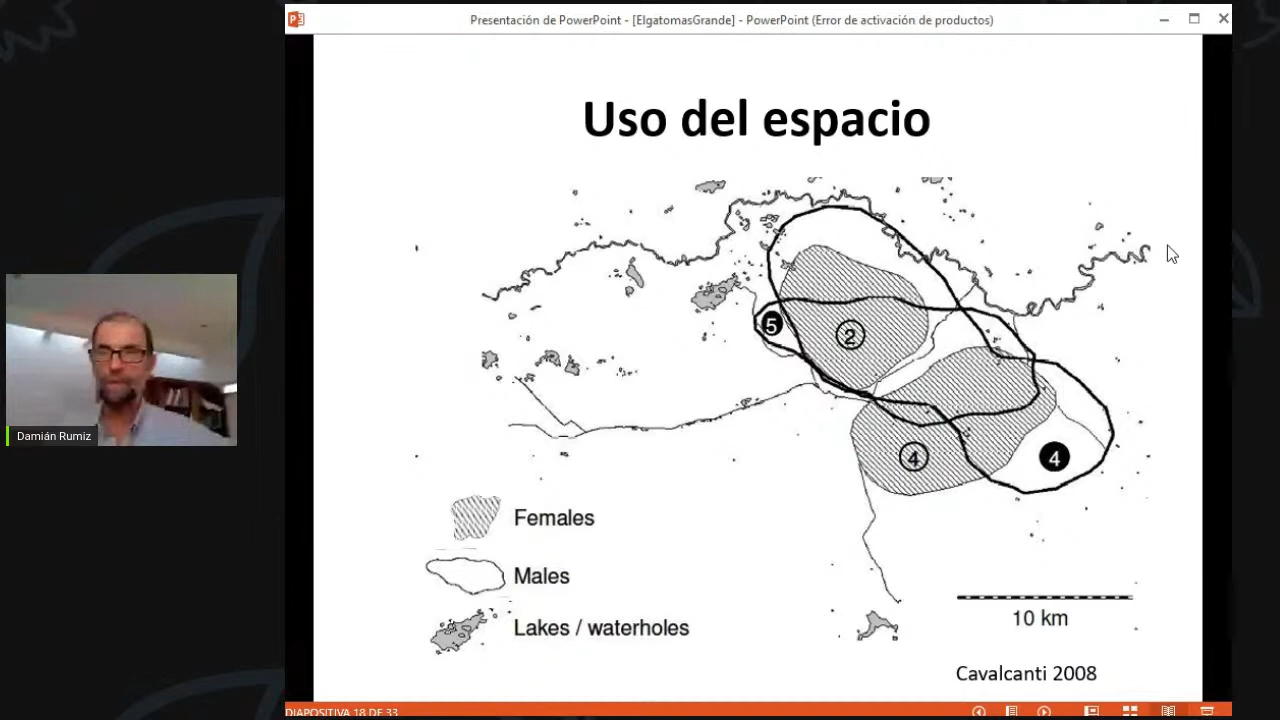 Presentación de PowerPoint - [ElgatomasGrande] - PowerPoint (Error de activación de productos)
Uso del espacio
5
2
4
4
Damián Rumiz
Females
Males
Lakes / waterholes
10 km
Cavalcanti 2008
DIAPOSITIVA 18 DE 33